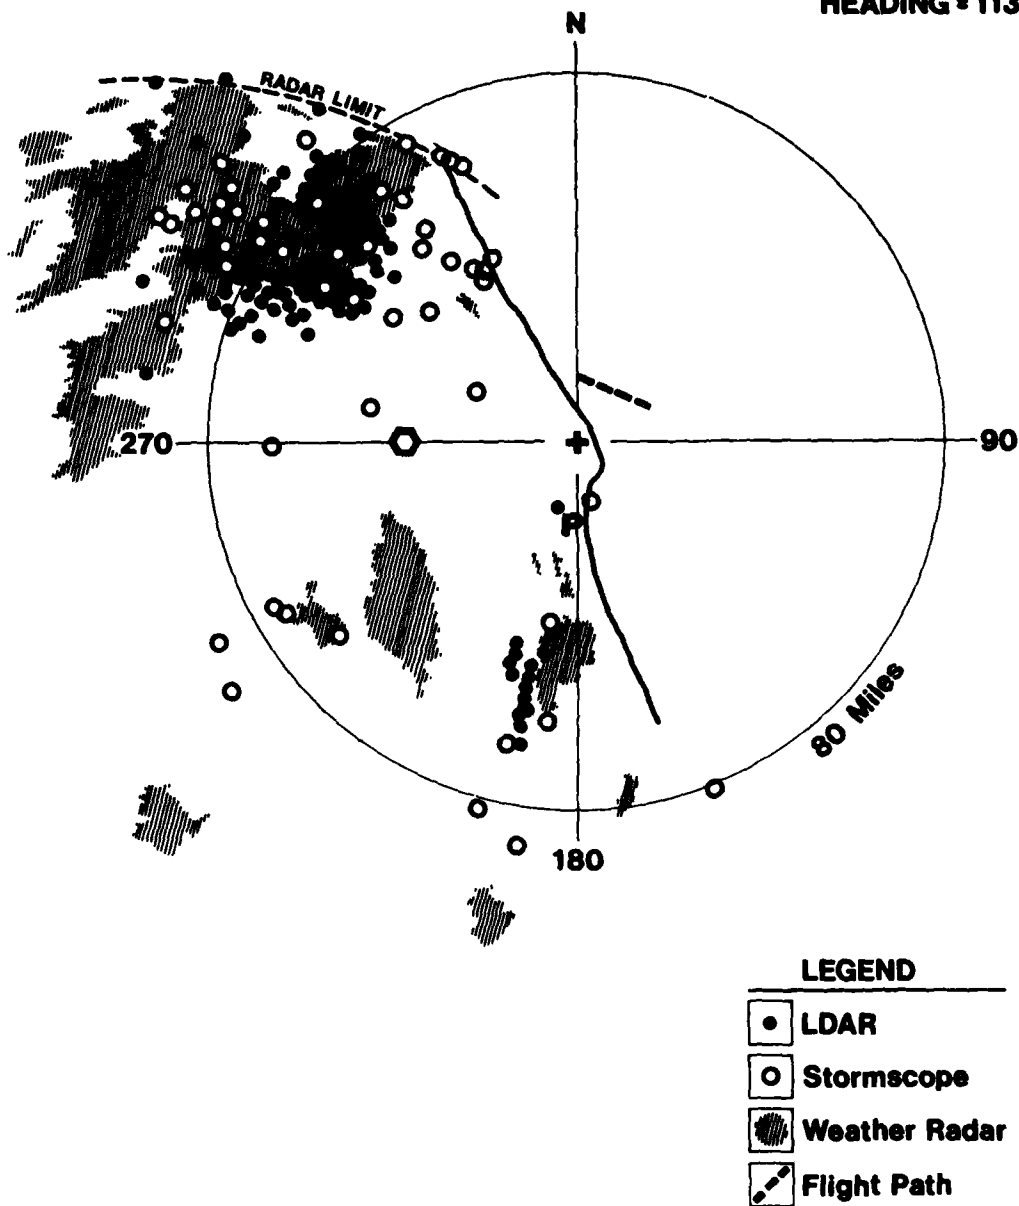 HEADING = 113
N
RADAR LIMIT
270
90
P
80 Miles
180
LEGEND
LDAR
Stormscope
Weather Radar
Flight Path